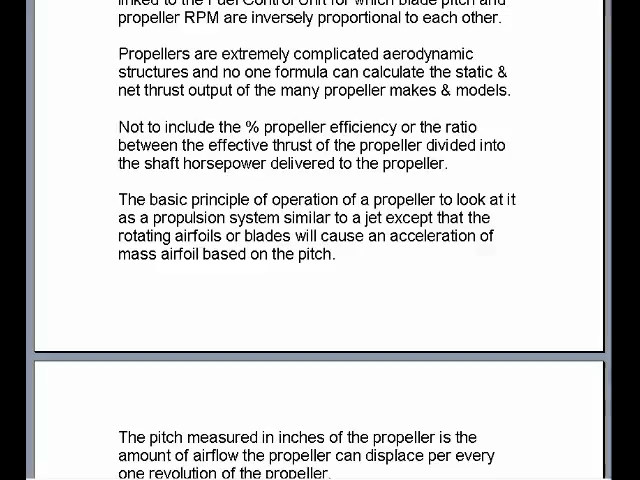 linked to the Fuel Control Unit for which blade pitch and
propeller RPM are inversely proportional to each other.
Propellers are extremely complicated aerodynamic
structures and no one formula can calculate the static &
net thrust output of the many propeller makes & models.
Not to include the % propeller efficiency or the ratio
between the effective thrust of the propeller divided into
the shaft horsepower delivered to the propeller.
The basic principle of operation of a propeller to look at it
as a propulsion system similar to a jet except that the
rotating airfoils or blades will cause an acceleration of
mass airfoil based on the pitch.
The pitch measured in inches of the propeller is the
amount of airflow the propeller can displace per every
one revolution of the propeller.